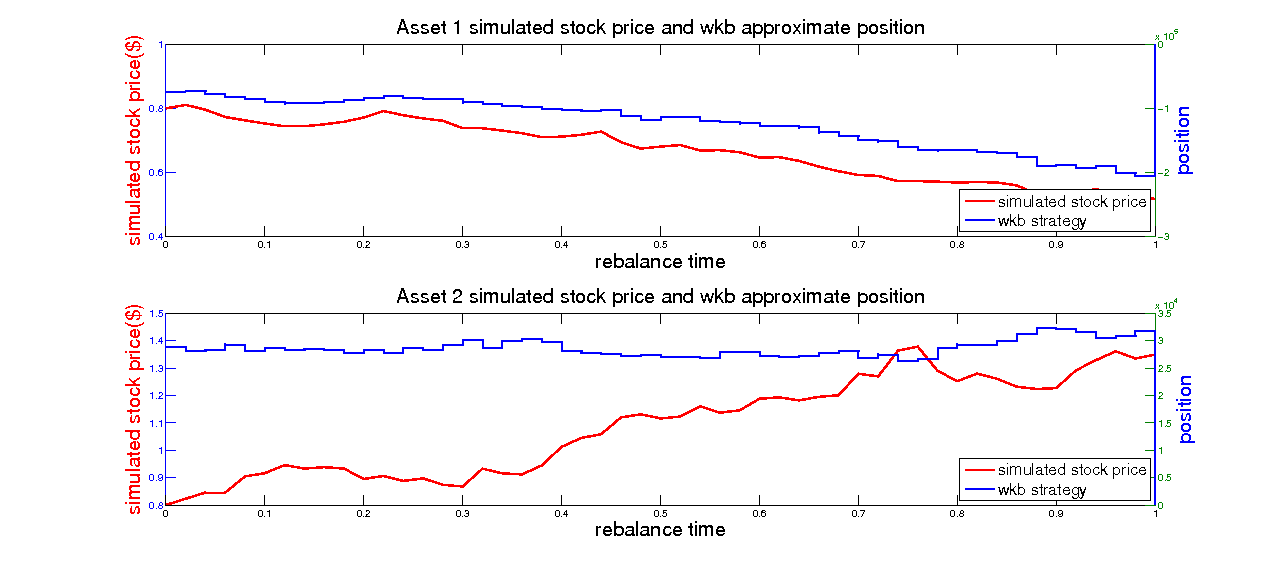 Asset 1 simulated stock price and wkb approximate position
x 10^5
simulated stock price($)
1
0.8
0.6
0.4
0
-1
-2
-3
position
simulated stock price
wkb strategy
0 0.1 0.2 0.3 0.4 0.5 0.6 0.7 0.8 0.9 1
rebalance time
Asset 2 simulated stock price and wkb approximate position
x 10^4
simulated stock price($)
1.5
1.4
1.3
1.2
1.1
1
0.9
0.8
3.5
3
2.5
2
1.5
1
0.5
0
position
simulated stock price
wkb strategy
0 0.1 0.2 0.3 0.4 0.5 0.6 0.7 0.8 0.9 1
rebalance time